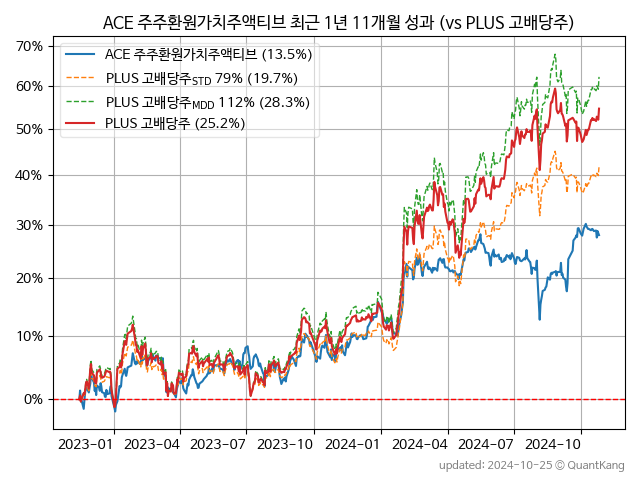 ACE 주주환원가치주액티브 최근 1년 11개월 성과 (vs PLUS 고배당주)
ACE 주주환원가치주액티브 (13.5%)
PLUS 고배당주STD 79% (19.7%)
PLUS 고배당주MDD 112% (28.3%)
PLUS 고배당주 (25.2%)
70%
60%
50%
40%
30%
20%
10%
0%
2023-01 2023-04 2023-07 2023-10 2024-01 2024-04 2024-07 2024-10
updated: 2024-10-25 © QuantKang